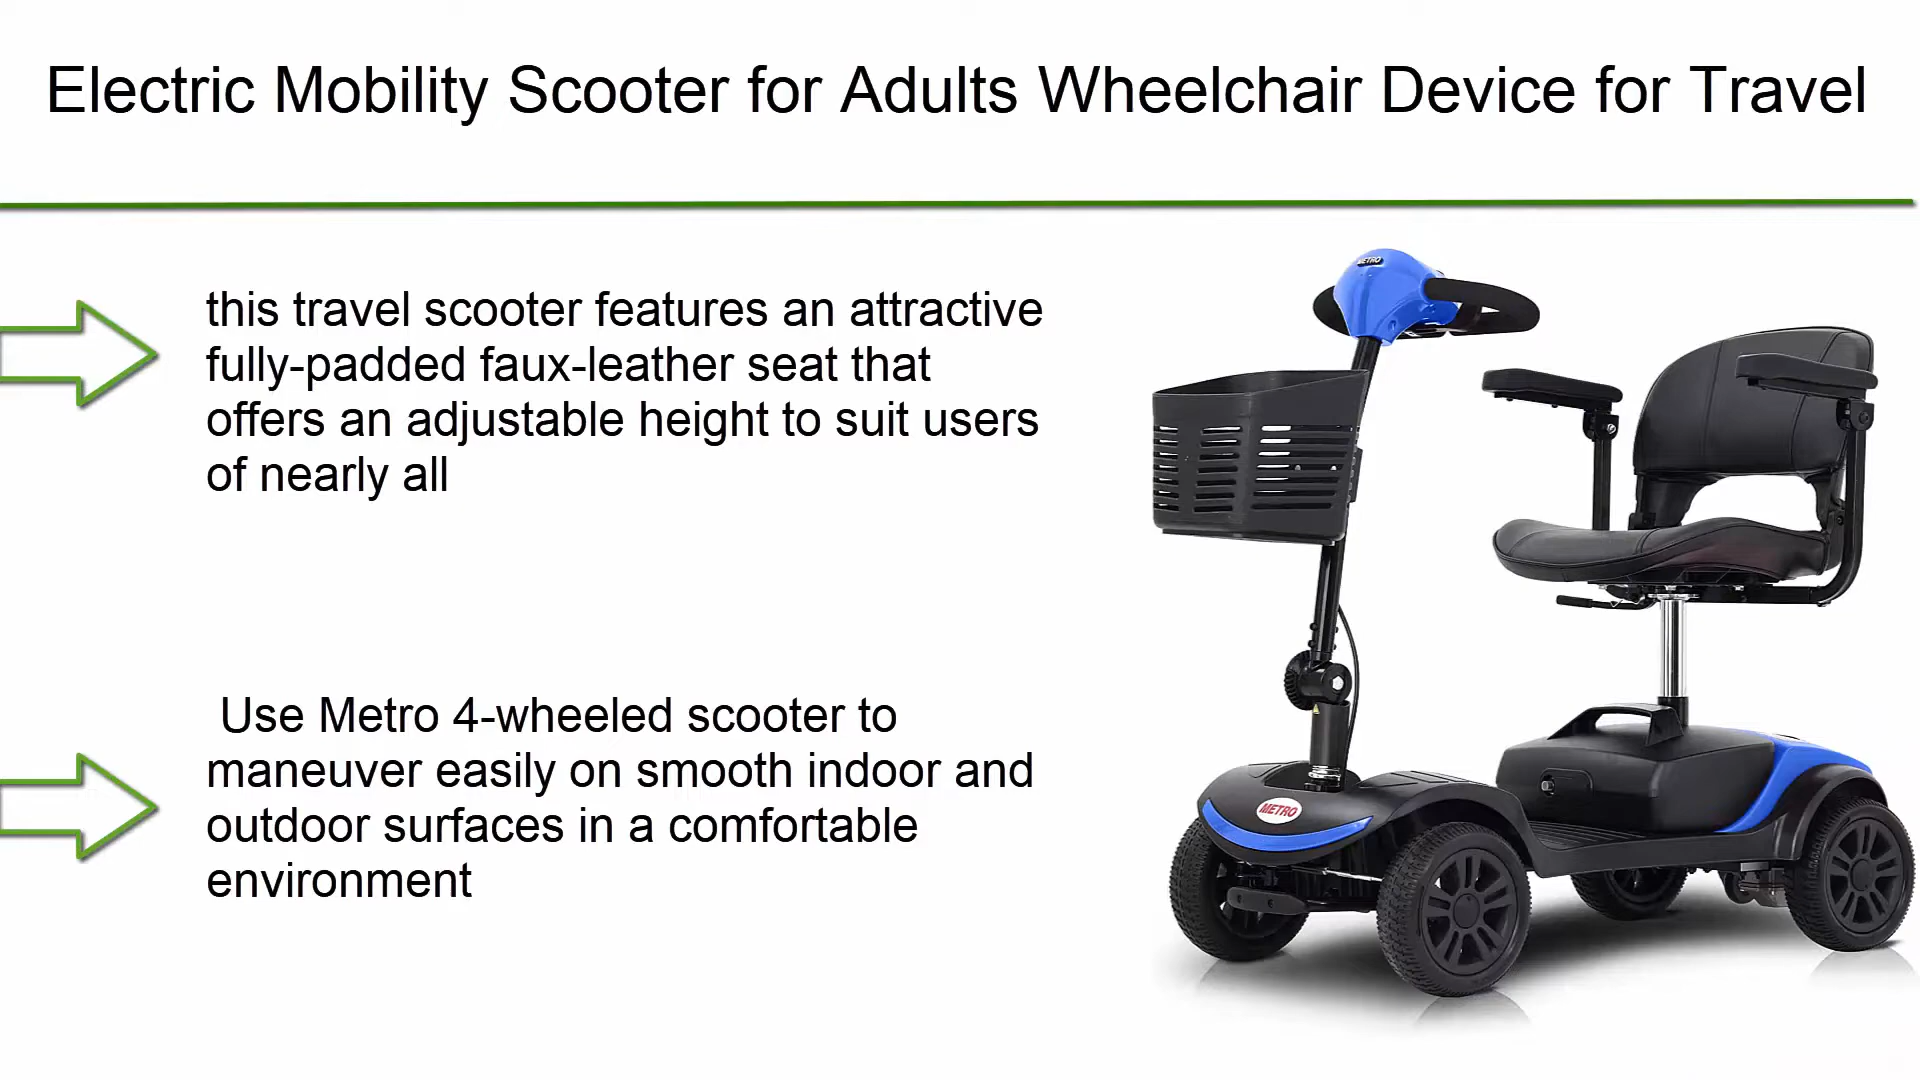 Electric Mobility Scooter for Adults Wheelchair Device for Travel
this travel scooter features an attractive
fully-padded faux-leather seat that
offers an adjustable height to suit users
of nearly all
Use Metro 4-wheeled scooter to
maneuver easily on smooth indoor and
outdoor surfaces in a comfortable
environment
METRO
METRO